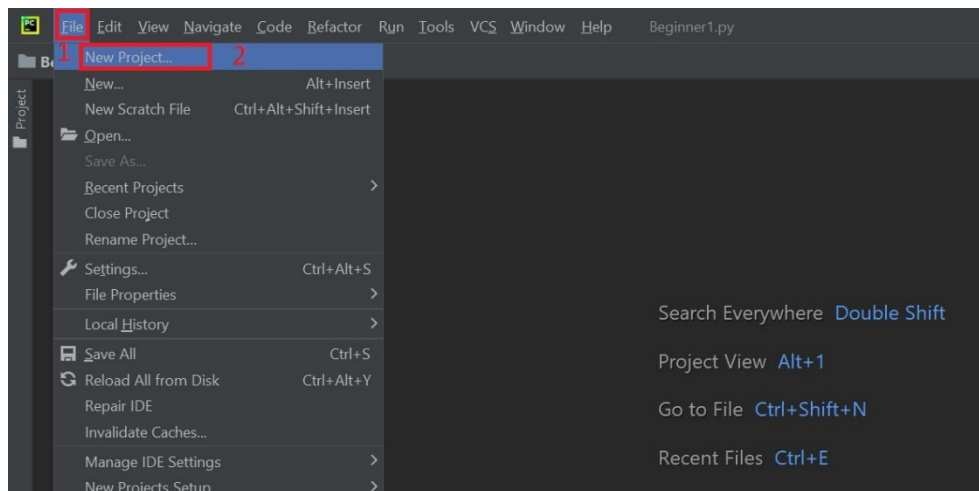 PC
File Edit View Navigate Code Refactor Run Tools VCS Window Help Beginner1.py
1 New Project... 2
New... Alt+Insert
New Scratch File Ctrl+Alt+Shift+Insert
Project
Open...
Save As...
Recent Projects
Close Project
Rename Project...
Settings... Ctrl+Alt+S
File Properties
Local History
Save All Ctrl+S
Reload All from Disk Ctrl+Alt+Y
Repair IDE
Invalidate Caches...
Manage IDE Settings
New Projects Setup
Search Everywhere Double Shift
Project View Alt+1
Go to File Ctrl+Shift+N
Recent Files Ctrl+E